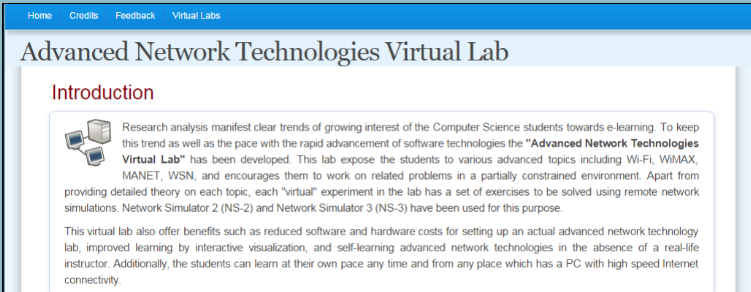 Home Credits Feedback Virtual Labs
Advanced Network Technologies Virtual Lab
Introduction
Research analysis manifest clear trends of growing interest of the Computer Science students towards e-learning. To keep
this trend as well as the pace with the rapid advancement of software technologies the "Advanced Network Technologies
Virtual Lab" has been developed. This lab expose the students to various advanced topics including Wi-Fi, WiMAX,
MANET, WSN, and encourages them to work on related problems in a partially constrained environment. Apart from
providing detailed theory on each topic, each "virtual" experiment in the lab has a set of exercises to be solved using remote network
simulations. Network Simulator 2 (NS-2) and Network Simulator 3 (NS-3) have been used for this purpose.
This virtual lab also offer benefits such as reduced software and hardware costs for setting up an actual advanced network technology
lab, improved learning by interactive visualization, and self-learning advanced network technologies in the absence of a real-life
instructor. Additionally, the students can learn at their own pace any time and from any place which has a PC with high speed Internet
connectivity.